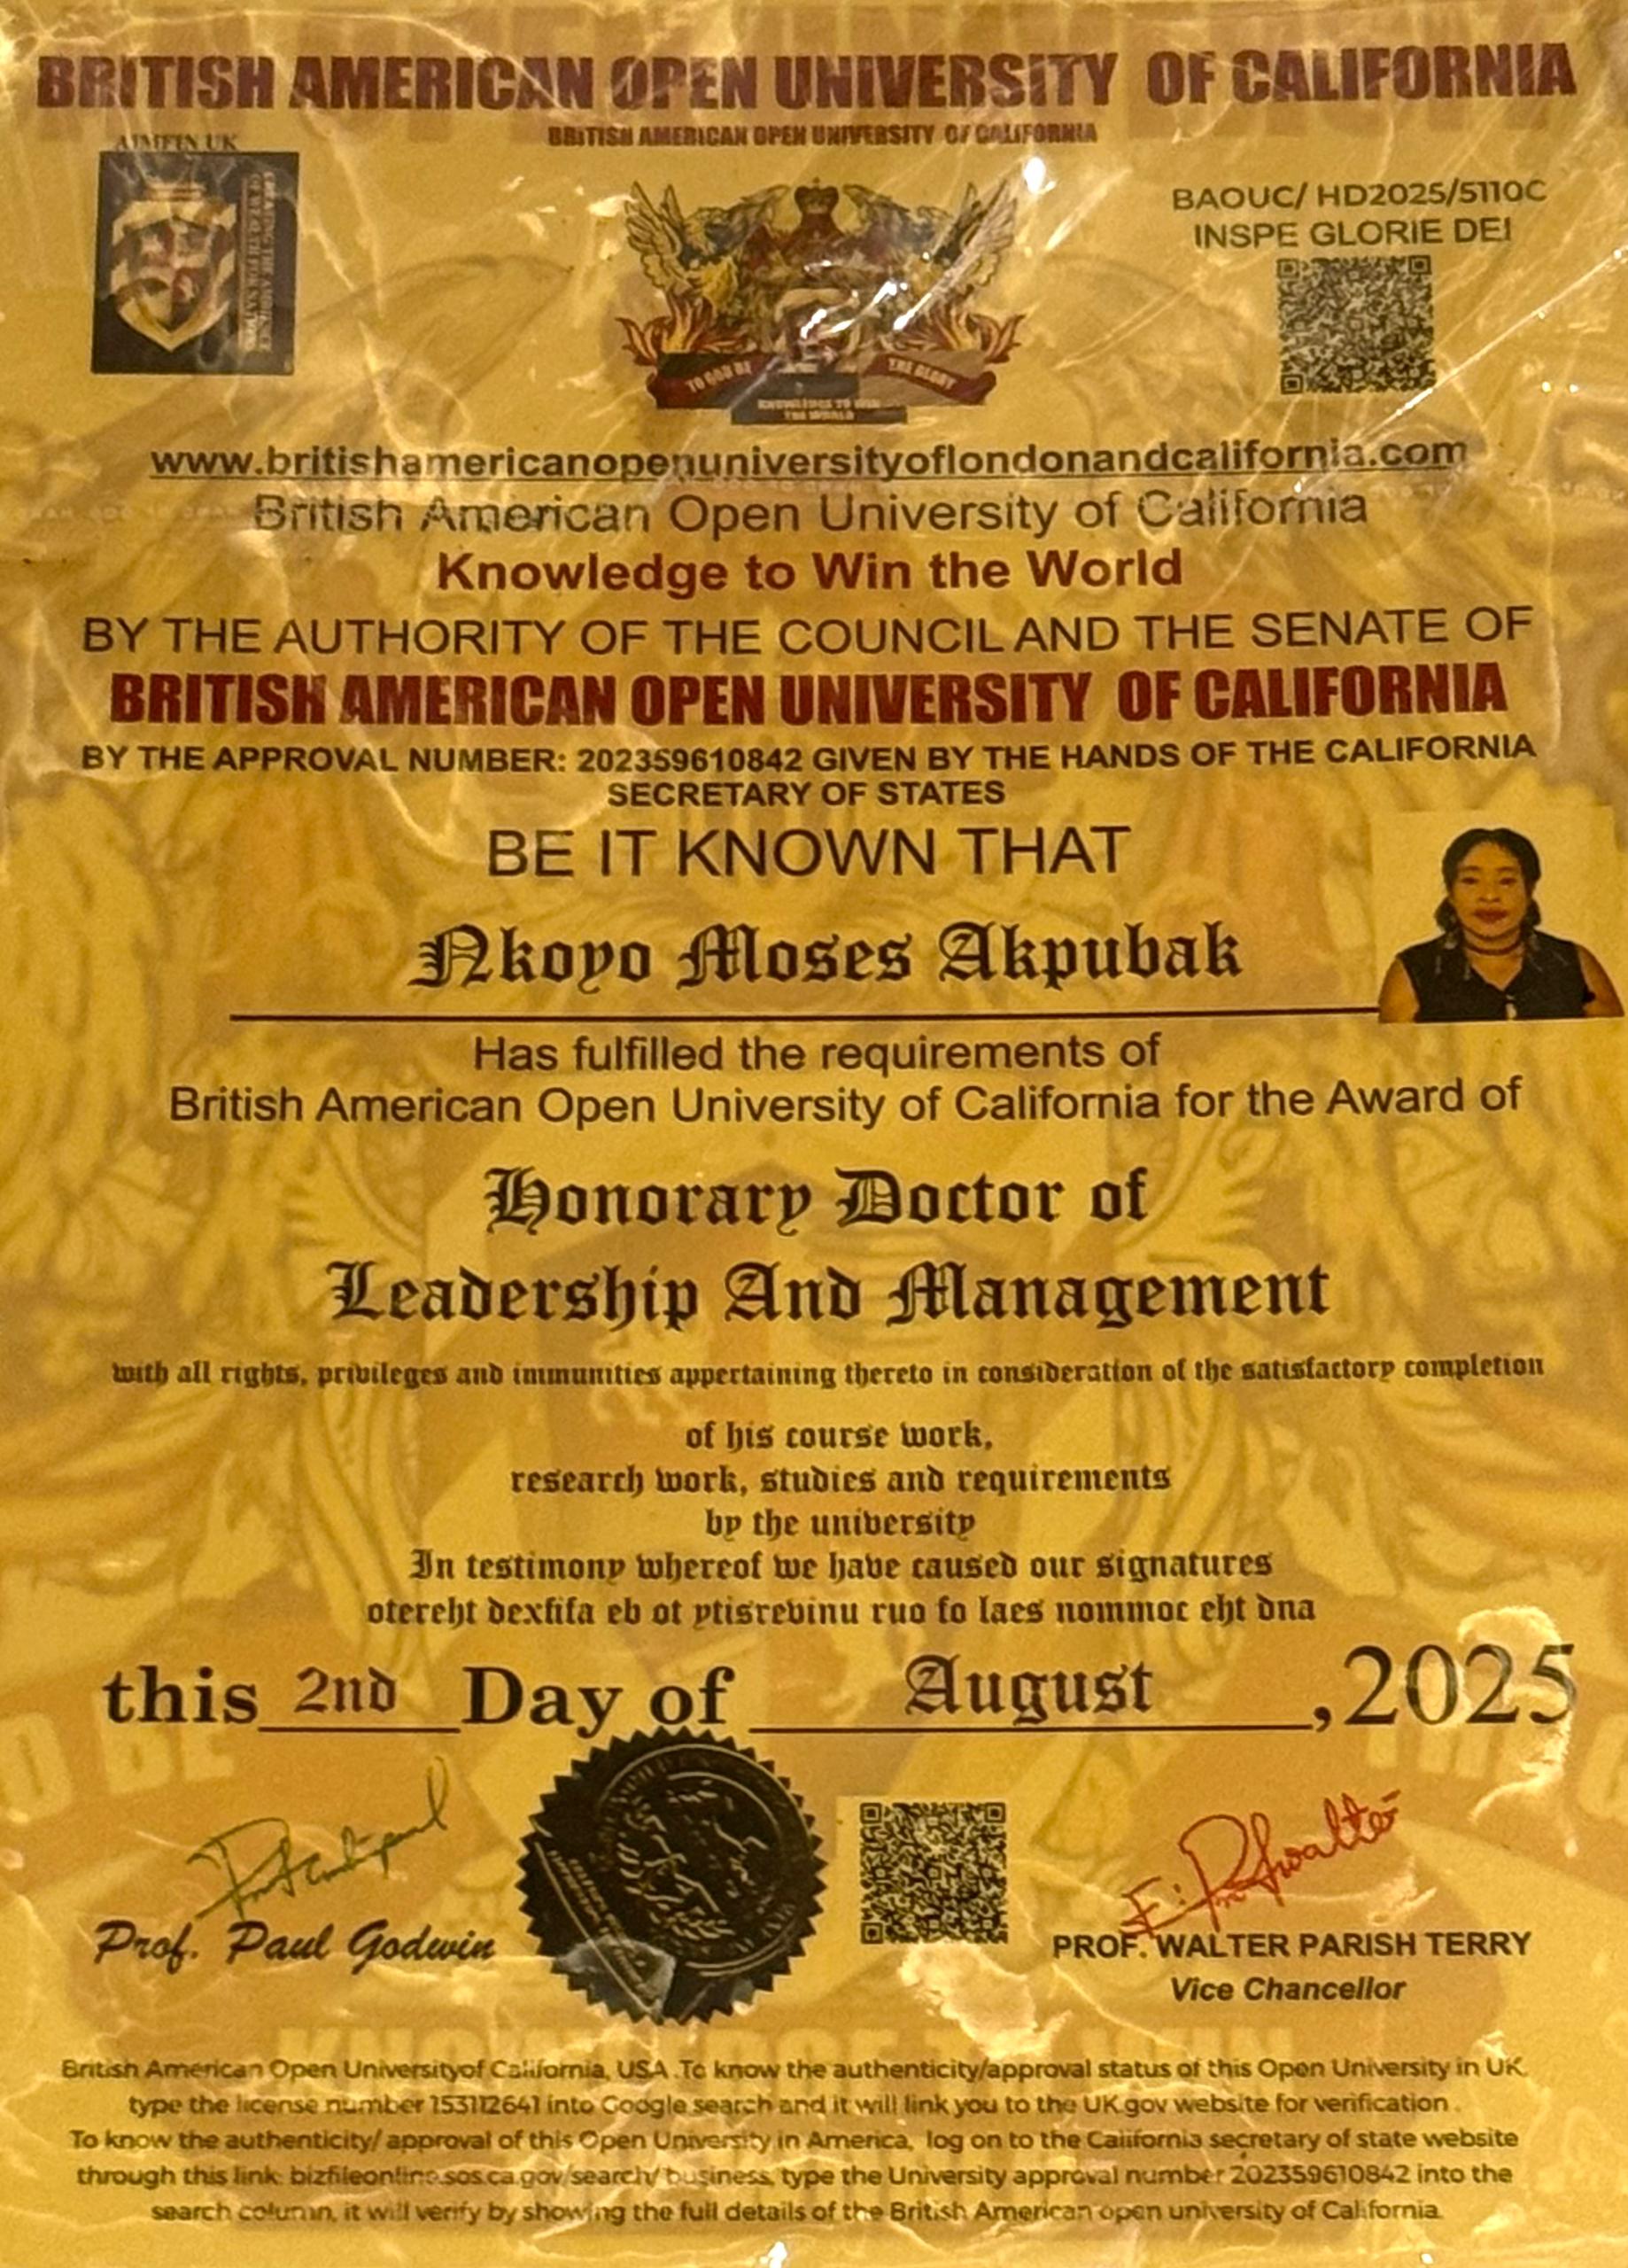 BRITISH AMERICAN OPEN UNIVERSITY OF CALIFORNIA
BRITISH AMERICAN OPEN UNIVERSITY OF CALIFORNIA
AIMFIN UK
BAOUC/ HD2025/5110C
INSPE GLORIE DEI
TO GOD BE
THE GLORY
KNOWLEDGE TO WIN
THE WORLD
www.britishamericanopenuniversityoflondonandcalifornia.com
British American Open University of California
Knowledge to Win the World
BY THE AUTHORITY OF THE COUNCIL AND THE SENATE OF
BRITISH AMERICAN OPEN UNIVERSITY OF CALIFORNIA
BY THE APPROVAL NUMBER: 202359610842 GIVEN BY THE HANDS OF THE CALIFORNIA
SECRETARY OF STATES
BE IT KNOWN THAT
Nkoyo Moses Akpubak
Has fulfilled the requirements of
British American Open University of California for the Award of
Honorary Doctor of
Leadership And Management
with all rights, privileges and immunities appertaining thereto in consideration of the satisfactory completion
of his course work,
research work, studies and requirements
by the university
In testimony whereof we have caused our signatures
otereht dexfifa eb ot ytisrevinu ruo fo laes nommoc eht dna
this 2nd Day of August ,2025
Prof. Paul Godwin
PROF. WALTER PARISH TERRY
Vice Chancellor
British American Open Universityof California, USA .To know the authenticity/approval status of this Open University in UK,
type the license number 153112641 into Google search and it will link you to the UK gov website for verification .
To know the authenticity/ approval of this Open University in America, log on to the California secretary of state website
through this link: bizfileonline.sos.ca.gov/search/ business, type the University approval number 202359610842 into the
search column, it will verify by showing the full details of the British American open university of California.